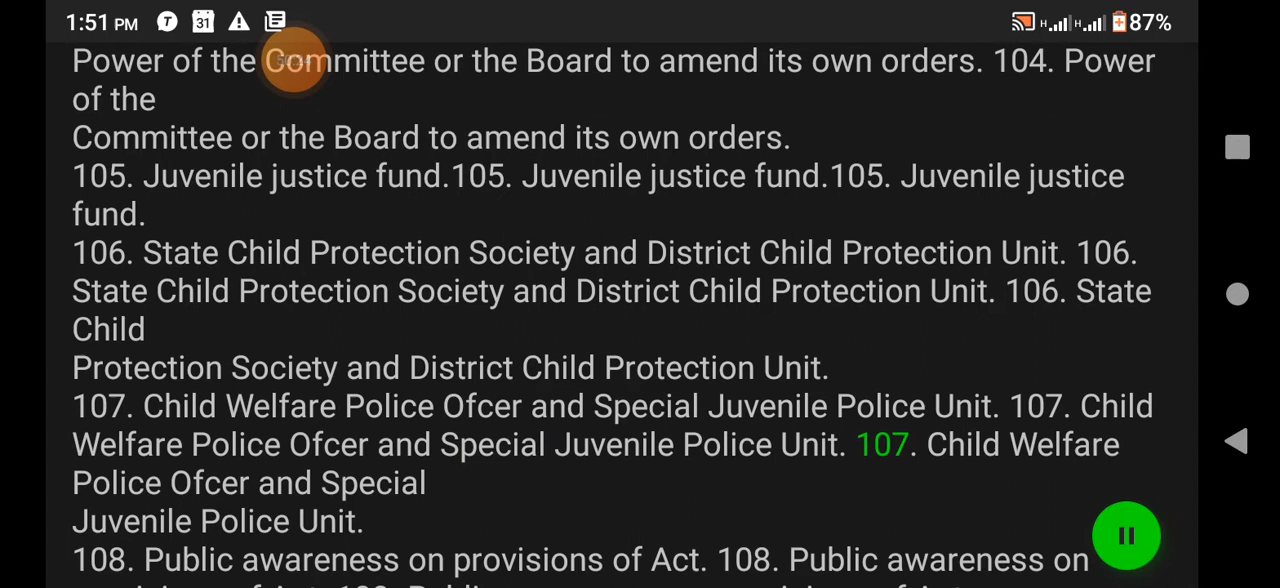 1:51 PM 31 H H 87%
Power of the Committee or the Board to amend its own orders. 104. Power
of the
Committee or the Board to amend its own orders.
105. Juvenile justice fund.105. Juvenile justice fund.105. Juvenile justice
fund.
106. State Child Protection Society and District Child Protection Unit. 106.
State Child Protection Society and District Child Protection Unit. 106. State
Child
Protection Society and District Child Protection Unit.
107. Child Welfare Police Ofcer and Special Juvenile Police Unit. 107. Child
Welfare Police Ofcer and Special Juvenile Police Unit. 107. Child Welfare
Police Ofcer and Special
Juvenile Police Unit.
108. Public awareness on provisions of Act. 108. Public awareness on